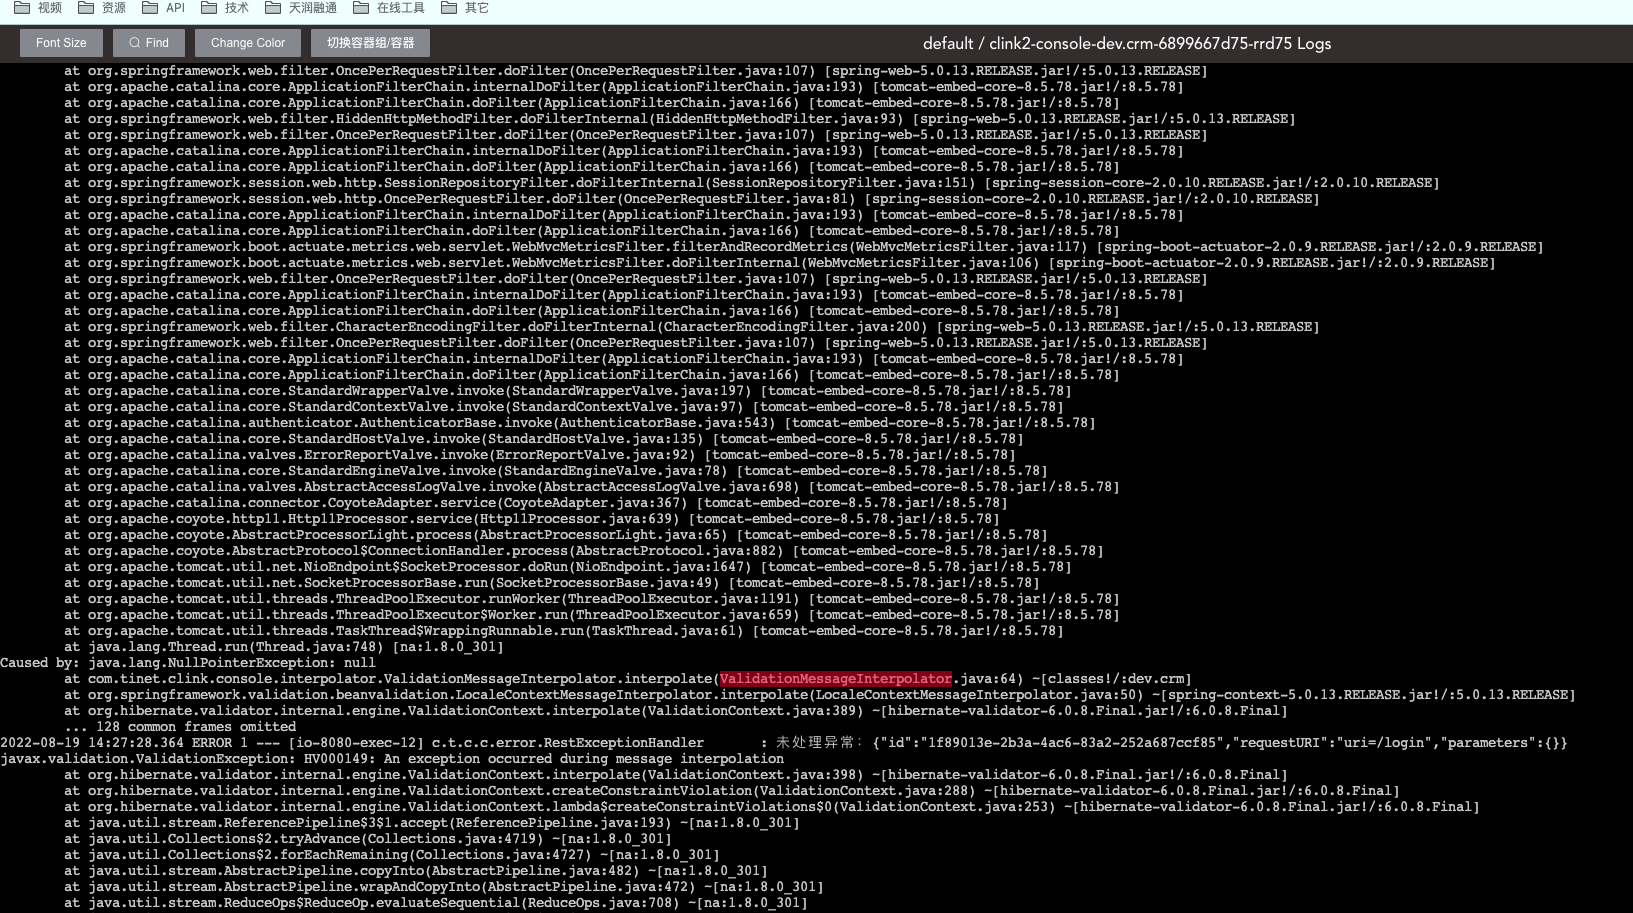 视频 资源 API 技术 天润融通 在线工具 其它
Font Size Find Change Color 切换容器组/容器 default / clink2-console-dev.crm-6899667d75-rrd75 Logs
at org.springframework.web.filter.OncePerRequestFilter.doFilter(OncePerRequestFilter.java:107) [spring-web-5.0.13.RELEASE.jar!/:5.0.13.RELEASE]
at org.apache.catalina.core.ApplicationFilterChain.internalDoFilter(ApplicationFilterChain.java:193) [tomcat-embed-core-8.5.78.jar!/:8.5.78]
at org.apache.catalina.core.ApplicationFilterChain.doFilter(ApplicationFilterChain.java:166) [tomcat-embed-core-8.5.78.jar!/:8.5.78]
at org.springframework.web.filter.HiddenHttpMethodFilter.doFilterInternal(HiddenHttpMethodFilter.java:93) [spring-web-5.0.13.RELEASE.jar!/:5.0.13.RELEASE]
at org.springframework.web.filter.OncePerRequestFilter.doFilter(OncePerRequestFilter.java:107) [spring-web-5.0.13.RELEASE.jar!/:5.0.13.RELEASE]
at org.apache.catalina.core.ApplicationFilterChain.internalDoFilter(ApplicationFilterChain.java:193) [tomcat-embed-core-8.5.78.jar!/:8.5.78]
at org.apache.catalina.core.ApplicationFilterChain.doFilter(ApplicationFilterChain.java:166) [tomcat-embed-core-8.5.78.jar!/:8.5.78]
at org.springframework.session.web.http.SessionRepositoryFilter.doFilterInternal(SessionRepositoryFilter.java:151) [spring-session-core-2.0.10.RELEASE.jar!/:2.0.10.RELEASE]
at org.springframework.session.web.http.OncePerRequestFilter.doFilter(OncePerRequestFilter.java:81) [spring-session-core-2.0.10.RELEASE.jar!/:2.0.10.RELEASE]
at org.apache.catalina.core.ApplicationFilterChain.internalDoFilter(ApplicationFilterChain.java:193) [tomcat-embed-core-8.5.78.jar!/:8.5.78]
at org.apache.catalina.core.ApplicationFilterChain.doFilter(ApplicationFilterChain.java:166) [tomcat-embed-core-8.5.78.jar!/:8.5.78]
at org.springframework.boot.actuate.metrics.web.servlet.WebMvcMetricsFilter.filterAndRecordMetrics(WebMvcMetricsFilter.java:117) [spring-boot-actuator-2.0.9.RELEASE.jar!/:2.0.9.RELEASE]
at org.springframework.boot.actuate.metrics.web.servlet.WebMvcMetricsFilter.doFilterInternal(WebMvcMetricsFilter.java:106) [spring-boot-actuator-2.0.9.RELEASE.jar!/:2.0.9.RELEASE]
at org.springframework.web.filter.OncePerRequestFilter.doFilter(OncePerRequestFilter.java:107) [spring-web-5.0.13.RELEASE.jar!/:5.0.13.RELEASE]
at org.apache.catalina.core.ApplicationFilterChain.internalDoFilter(ApplicationFilterChain.java:193) [tomcat-embed-core-8.5.78.jar!/:8.5.78]
at org.apache.catalina.core.ApplicationFilterChain.doFilter(ApplicationFilterChain.java:166) [tomcat-embed-core-8.5.78.jar!/:8.5.78]
at org.springframework.web.filter.CharacterEncodingFilter.doFilterInternal(CharacterEncodingFilter.java:200) [spring-web-5.0.13.RELEASE.jar!/:5.0.13.RELEASE]
at org.springframework.web.filter.OncePerRequestFilter.doFilter(OncePerRequestFilter.java:107) [spring-web-5.0.13.RELEASE.jar!/:5.0.13.RELEASE]
at org.apache.catalina.core.ApplicationFilterChain.internalDoFilter(ApplicationFilterChain.java:193) [tomcat-embed-core-8.5.78.jar!/:8.5.78]
at org.apache.catalina.core.ApplicationFilterChain.doFilter(ApplicationFilterChain.java:166) [tomcat-embed-core-8.5.78.jar!/:8.5.78]
at org.apache.catalina.core.StandardWrapperValve.invoke(StandardWrapperValve.java:197) [tomcat-embed-core-8.5.78.jar!/:8.5.78]
at org.apache.catalina.core.StandardContextValve.invoke(StandardContextValve.java:97) [tomcat-embed-core-8.5.78.jar!/:8.5.78]
at org.apache.catalina.authenticator.AuthenticatorBase.invoke(AuthenticatorBase.java:543) [tomcat-embed-core-8.5.78.jar!/:8.5.78]
at org.apache.catalina.core.StandardHostValve.invoke(StandardHostValve.java:135) [tomcat-embed-core-8.5.78.jar!/:8.5.78]
at org.apache.catalina.valves.ErrorReportValve.invoke(ErrorReportValve.java:92) [tomcat-embed-core-8.5.78.jar!/:8.5.78]
at org.apache.catalina.core.StandardEngineValve.invoke(StandardEngineValve.java:78) [tomcat-embed-core-8.5.78.jar!/:8.5.78]
at org.apache.catalina.valves.AbstractAccessLogValve.invoke(AbstractAccessLogValve.java:698) [tomcat-embed-core-8.5.78.jar!/:8.5.78]
at org.apache.catalina.connector.CoyoteAdapter.service(CoyoteAdapter.java:367) [tomcat-embed-core-8.5.78.jar!/:8.5.78]
at org.apache.coyote.http11.Http11Processor.service(Http11Processor.java:639) [tomcat-embed-core-8.5.78.jar!/:8.5.78]
at org.apache.coyote.AbstractProcessorLight.process(AbstractProcessorLight.java:65) [tomcat-embed-core-8.5.78.jar!/:8.5.78]
at org.apache.coyote.AbstractProtocol$ConnectionHandler.process(AbstractProtocol.java:882) [tomcat-embed-core-8.5.78.jar!/:8.5.78]
at org.apache.tomcat.util.net.NioEndpoint$SocketProcessor.doRun(NioEndpoint.java:1647) [tomcat-embed-core-8.5.78.jar!/:8.5.78]
at org.apache.tomcat.util.net.SocketProcessorBase.run(SocketProcessorBase.java:49) [tomcat-embed-core-8.5.78.jar!/:8.5.78]
at org.apache.tomcat.util.threads.ThreadPoolExecutor.runWorker(ThreadPoolExecutor.java:1191) [tomcat-embed-core-8.5.78.jar!/:8.5.78]
at org.apache.tomcat.util.threads.ThreadPoolExecutor$Worker.run(ThreadPoolExecutor.java:659) [tomcat-embed-core-8.5.78.jar!/:8.5.78]
at org.apache.tomcat.util.threads.TaskThread$WrappingRunnable.run(TaskThread.java:61) [tomcat-embed-core-8.5.78.jar!/:8.5.78]
at java.lang.Thread.run(Thread.java:748) [na:1.8.0_301]
Caused by: java.lang.NullPointerException: null
at com.tinet.clink.console.interpolator.ValidationMessageInterpolator.interpolate(ValidationMessageInterpolator.java:64) ~[classes!/:dev.crm]
at org.springframework.validation.beanvalidation.LocaleContextMessageInterpolator.interpolate(LocaleContextMessageInterpolator.java:50) ~[spring-context-5.0.13.RELEASE.jar!/:5.0.13.RELEASE]
at org.hibernate.validator.internal.engine.ValidationContext.interpolate(ValidationContext.java:389) ~[hibernate-validator-6.0.8.Final.jar!/:6.0.8.Final]
... 128 common frames omitted
2022-08-19 14:27:28.364 ERROR 1 --- [io-8080-exec-12] c.t.c.c.error.RestExceptionHandler : 未处理异常: {"id":"1f89013e-2b3a-4ac6-83a2-252a687ccf85","requestURI":"uri=/login","parameters":{}}
javax.validation.ValidationException: HV000149: An exception occurred during message interpolation
at org.hibernate.validator.internal.engine.ValidationContext.interpolate(ValidationContext.java:398) ~[hibernate-validator-6.0.8.Final.jar!/:6.0.8.Final]
at org.hibernate.validator.internal.engine.ValidationContext.createConstraintViolation(ValidationContext.java:288) ~[hibernate-validator-6.0.8.Final.jar!/:6.0.8.Final]
at org.hibernate.validator.internal.engine.ValidationContext.lambda$createConstraintViolations$0(ValidationContext.java:253) ~[hibernate-validator-6.0.8.Final.jar!/:6.0.8.Final]
at java.util.stream.ReferencePipeline$3$1.accept(ReferencePipeline.java:193) ~[na:1.8.0_301]
at java.util.Collections$2.tryAdvance(Collections.java:4719) ~[na:1.8.0_301]
at java.util.Collections$2.forEachRemaining(Collections.java:4727) ~[na:1.8.0_301]
at java.util.stream.AbstractPipeline.copyInto(AbstractPipeline.java:482) ~[na:1.8.0_301]
at java.util.stream.AbstractPipeline.wrapAndCopyInto(AbstractPipeline.java:472) ~[na:1.8.0_301]
at java.util.stream.ReduceOps$ReduceOp.evaluateSequential(ReduceOps.java:708) ~[na:1.8.0_301]